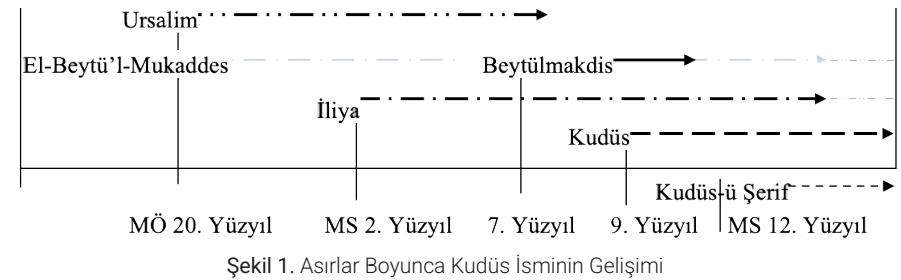 Ursalim
El-Beytü’l-Mukaddes
Beytülmakdis
İliya
Kudüs
Kudüs-ü Şerif
MÖ 20. Yüzyıl MS 2. Yüzyıl 7. Yüzyıl 9. Yüzyıl MS 12. Yüzyıl
Şekil 1. Asırlar Boyunca Kudüs İsminin Gelişimi